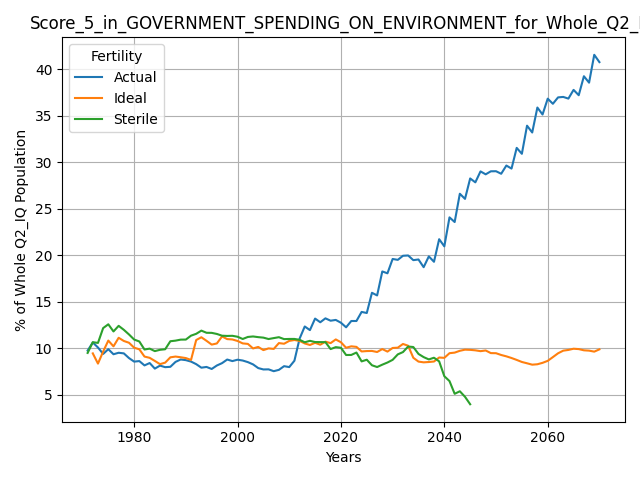 Score_5_in_GOVERNMENT_SPENDING_ON_ENVIRONMENT_for_Whole_Q2_I
Fertility
Actual
Ideal
Sterile
40
35
30
25
20
15
10
5
% of Whole Q2_IQ Population
1980
2000
2020
2040
2060
Years